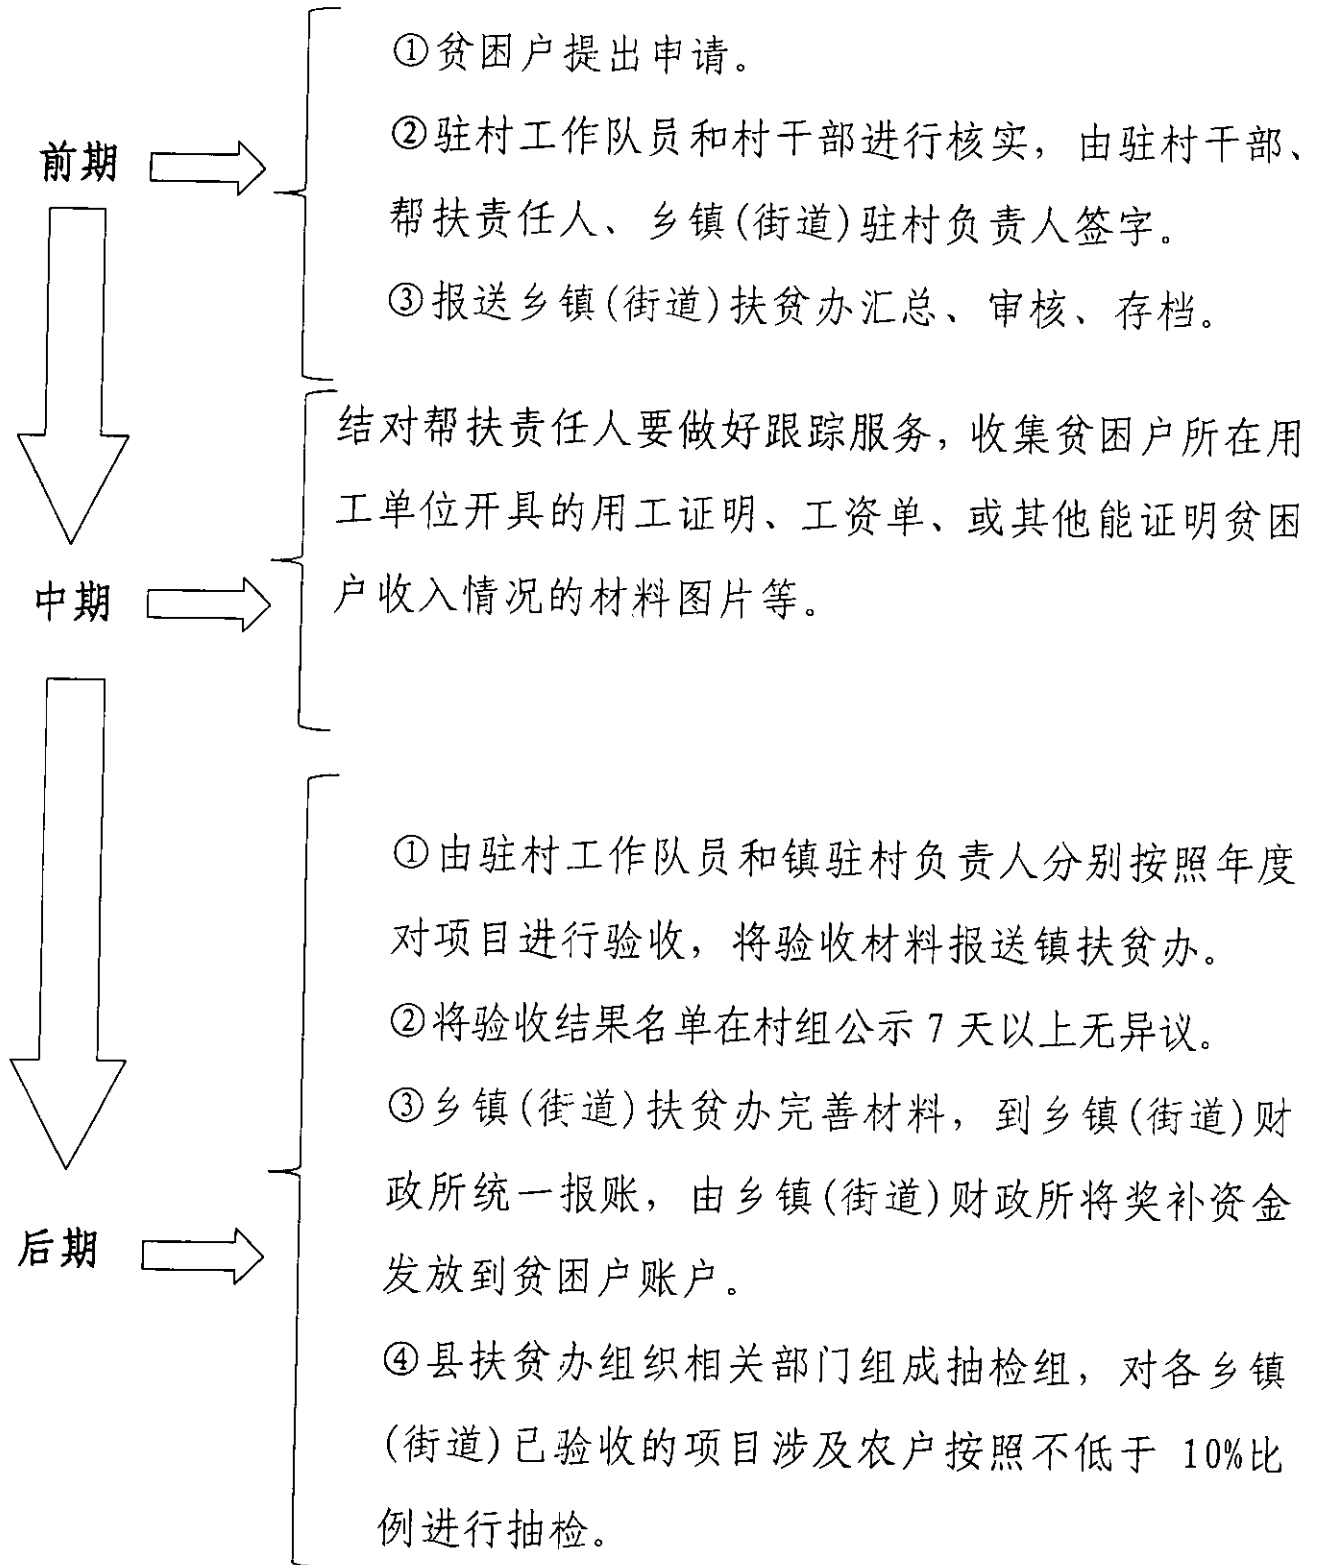 前期
①贫困户提出申请。
②驻村工作队员和村干部进行核实，由驻村干部、
帮扶责任人、乡镇(街道)驻村负责人签字。
③报送乡镇(街道)扶贫办汇总、审核、存档。
中期
结对帮扶责任人要做好跟踪服务，收集贫困户所在用
工单位开具的用工证明、工资单、或其他能证明贫困
户收入情况的材料图片等。
后期
①由驻村工作队员和镇驻村负责人分别按照年度
对项目进行验收，将验收材料报送镇扶贫办。
②将验收结果名单在村组公示7天以上无异议。
③乡镇(街道)扶贫办完善材料，到乡镇(街道)财
政所统一报账，由乡镇(街道)财政所将奖补资金
发放到贫困户账户。
④县扶贫办组织相关部门组成抽检组，对各乡镇
(街道)已验收的项目涉及农户按照不低于 10%比
例进行抽检。